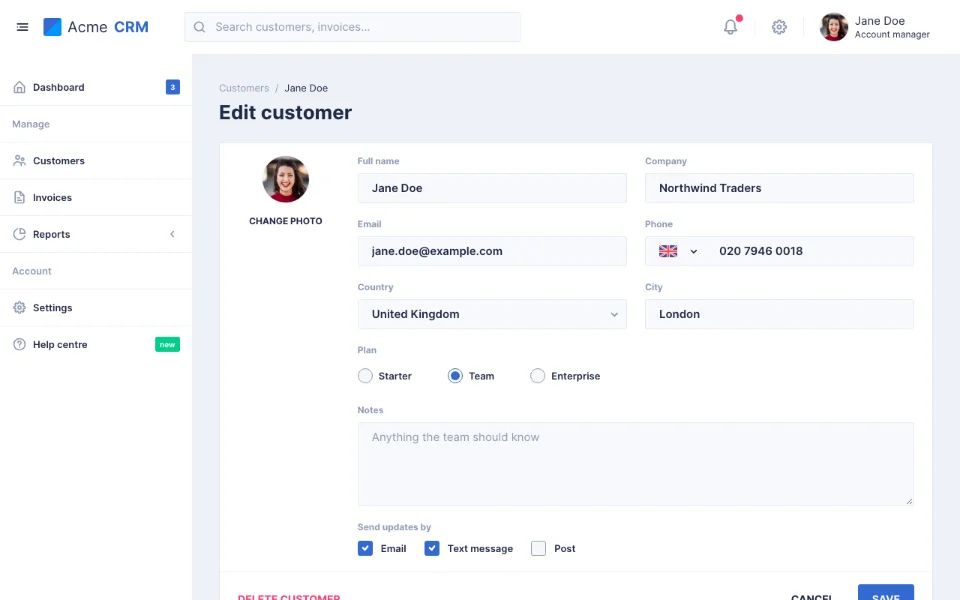 Acme CRM
Search customers, invoices...
Jane Doe
Account manager
Dashboard
3
Manage
Customers
Invoices
Reports
Account
Settings
Help centre
new
Customers / Jane Doe
Edit customer
CHANGE PHOTO
Full name
Jane Doe
Company
Northwind Traders
Email
jane.doe@example.com
Phone
020 7946 0018
Country
United Kingdom
City
London
Plan
Starter
Team
Enterprise
Notes
Anything the team should know
Send updates by
Email
Text message
Post
DELETE CUSTOMER
CANCEL
SAVE